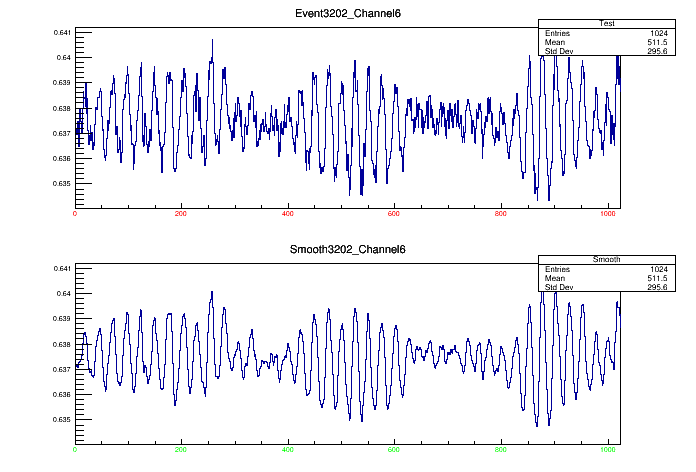 Event3202_Channel6
Test
Entries 1024
Mean 511.5
Std Dev 295.6
0.641
0.64
0.639
0.638
0.637
0.636
0.635
0 200 400 600 800 1000
Smooth3202_Channel6
Smooth
Entries 1024
Mean 511.5
Std Dev 295.6
0.641
0.64
0.639
0.638
0.637
0.636
0.635
0 200 400 600 800 1000